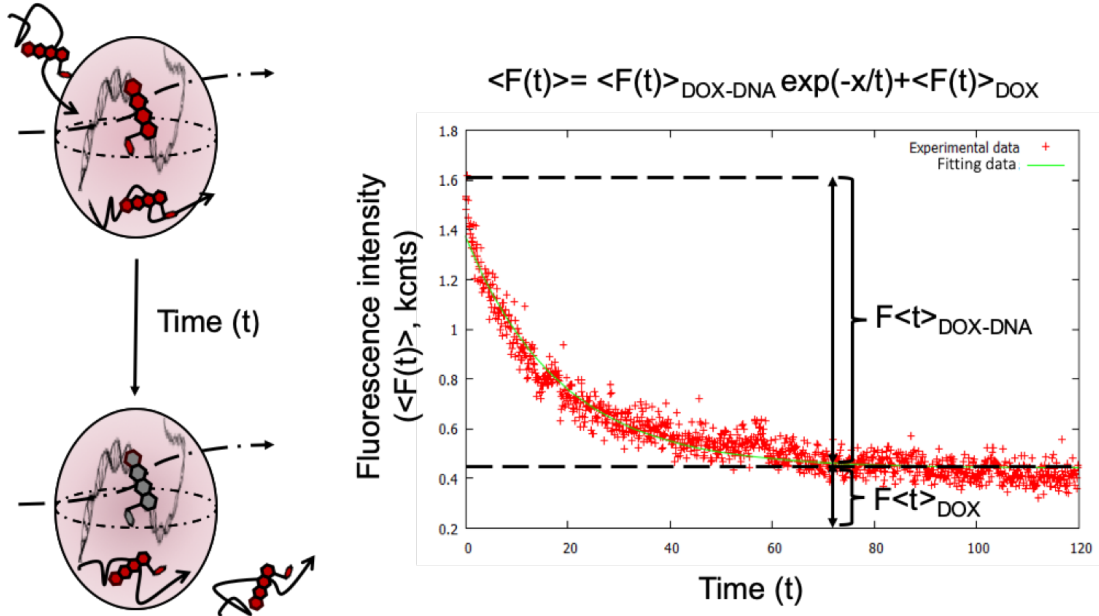 <F(t)>= <F(t)>DOX-DNA exp(-x/t)+<F(t)>DOX
Time (t)
Fluorescence intensity
(<F(t)>, kcnts)
1.8
1.6
1.4
1.2
1
0.8
0.6
0.4
0.2
Experimental data
Fitting data
F<t>DOX-DNA
F<t>DOX
0 20 40 60 80 100 120
Time (t)